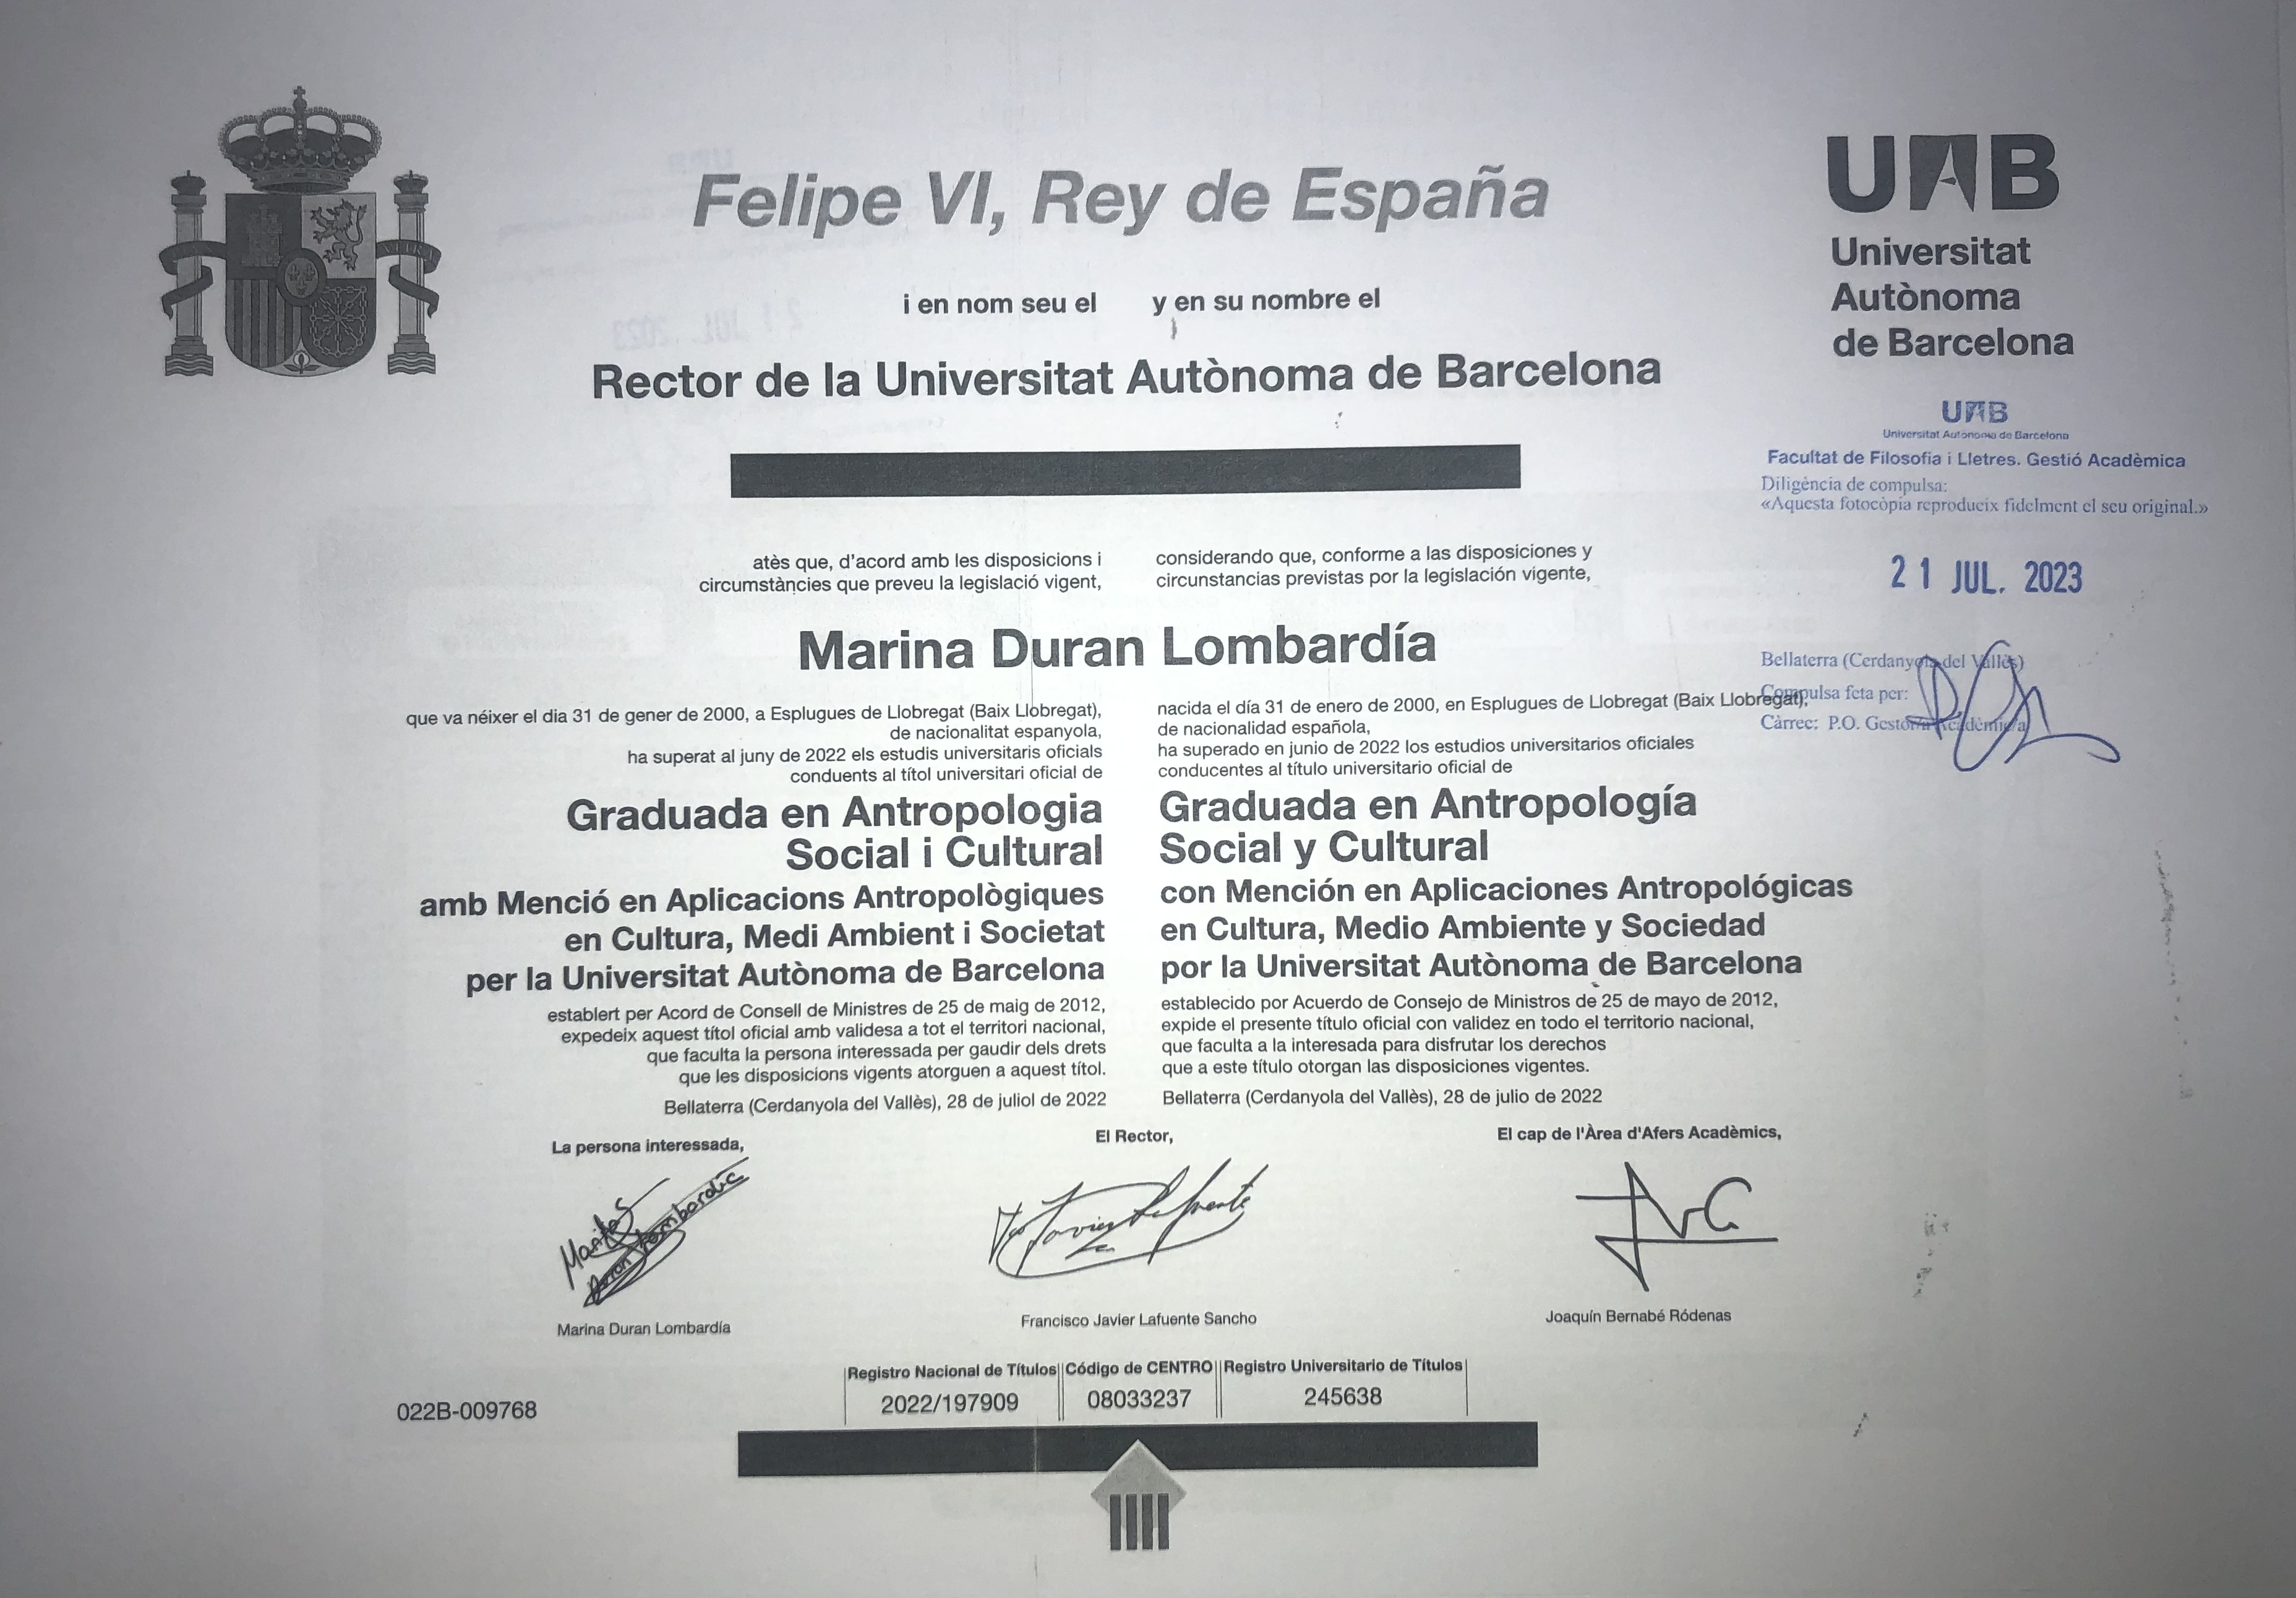 Felipe VI, Rey de España
i en nom seu el
y en su nombre el
Rector de la Universitat Autònoma de Barcelona
UAB
Universitat
Autònoma
de Barcelona
UAB
Universitat Autònoma de Barcelona
Facultat de Filosofia i Lletres. Gestió Acadèmica
Diligència de compulsa:
«Aquesta fotocòpia reprodueix fidelment el seu original.»
21 JUL. 2023
Bellaterra (Cerdanyola del Vallès)
Compulsa feta per:
Càrrec: P.O. Gestor/a Acadèmic/a
atès que, d'acord amb les disposicions i
circumstàncies que preveu la legislació vigent,
considerando que, conforme a las disposiciones y
circunstancias previstas por la legislación vigente,
Marina Duran Lombardía
que va néixer el dia 31 de gener de 2000, a Esplugues de Llobregat (Baix Llobregat),
de nacionalitat espanyola,
ha superat al juny de 2022 els estudis universitaris oficials
conduents al títol universitari oficial de
Graduada en Antropologia
Social i Cultural
amb Menció en Aplicacions Antropològiques
en Cultura, Medi Ambient i Societat
per la Universitat Autònoma de Barcelona
establert per Acord de Consell de Ministres de 25 de maig de 2012,
expedeix aquest títol oficial amb validesa a tot el territori nacional,
que faculta la persona interessada per gaudir dels drets
que les disposicions vigents atorguen a aquest títol.
Bellaterra (Cerdanyola del Vallès), 28 de juliol de 2022
nacida el día 31 de enero de 2000, en Esplugues de Llobregat (Baix Llobregat),
de nacionalidad española,
ha superado en junio de 2022 los estudios universitarios oficiales
conducentes al título universitario oficial de
Graduada en Antropología
Social y Cultural
con Mención en Aplicaciones Antropológicas
en Cultura, Medio Ambiente y Sociedad
por la Universitat Autònoma de Barcelona
establecido por Acuerdo de Consejo de Ministros de 25 de mayo de 2012,
expide el presente título oficial con validez en todo el territorio nacional,
que faculta a la interesada para disfrutar los derechos
que a este título otorgan las disposiciones vigentes.
Bellaterra (Cerdanyola del Vallès), 28 de julio de 2022
La persona interessada,
Marina Duran Lombardía
El Rector,
Francisco Javier Lafuente Sancho
El cap de l'Àrea d'Afers Acadèmics,
Joaquín Bernabé Ródenas
022B-009768
Registro Nacional de Títulos
2022/197909
Código de CENTRO
08033237
Registro Universitario de Títulos
245638